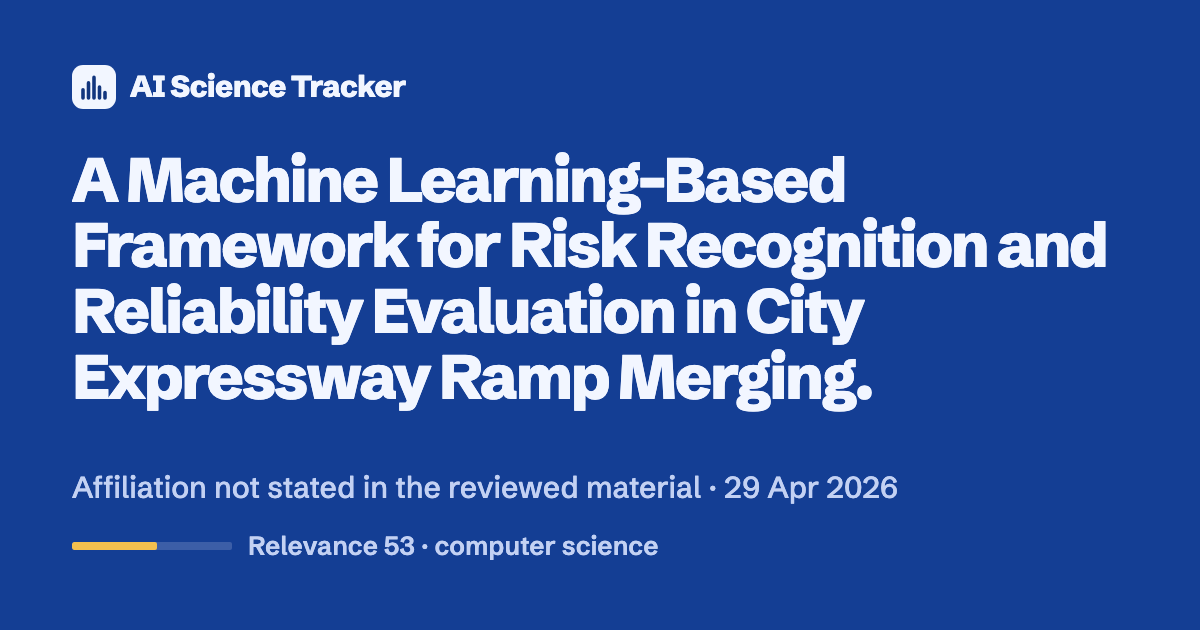 AI Science Tracker
A Machine Learning-Based
Framework for Risk Recognition and
Reliability Evaluation in City
Expressway Ramp Merging.
Affiliation not stated in the reviewed material · 29 Apr 2026
Relevance 53 · computer science